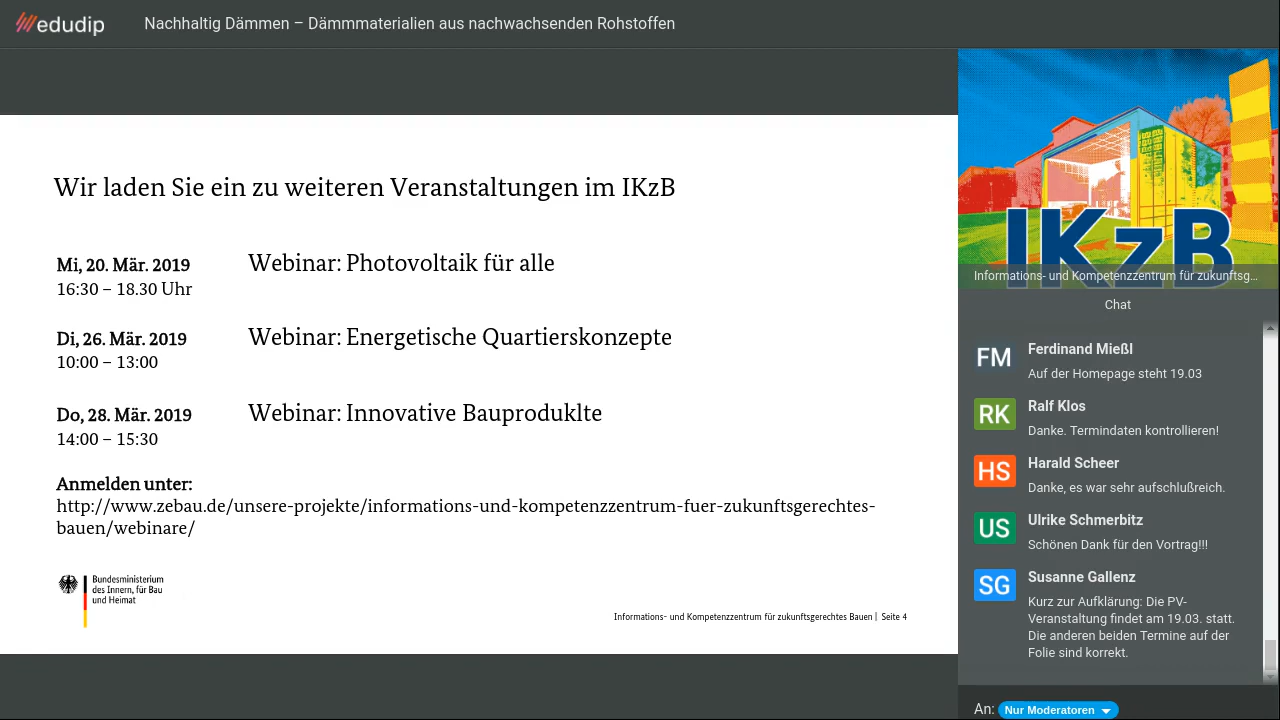 edudip
Nachhaltig Dämmen – Dämmmaterialien aus nachwachsenden Rohstoffen
Wir laden Sie ein zu weiteren Veranstaltungen im IKzB
Mi, 20. Mär. 2019 Webinar: Photovoltaik für alle
16:30 – 18.30 Uhr
Di, 26. Mär. 2019 Webinar: Energetische Quartierskonzepte
10:00 – 13:00
Do, 28. Mär. 2019 Webinar: Innovative Bauproduklte
14:00 – 15:30
Anmelden unter:
http://www.zebau.de/unsere-projekte/informations-und-kompetenzzentrum-fuer-zukunftsgerechtes-
bauen/webinare/
Bundesministerium
des Innern, für Bau
und Heimat
Informations- und Kompetenzzentrum für zukunftsgerechtes Bauen | Seite 4
IKzB
Informations- und Kompetenzzentrum für zukunftsg...
Chat
FM Ferdinand Mießl
Auf der Homepage steht 19.03
RK Ralf Klos
Danke. Termindaten kontrollieren!
HS Harald Scheer
Danke, es war sehr aufschlußreich.
US Ulrike Schmerbitz
Schönen Dank für den Vortrag!!!
SG Susanne Gallenz
Kurz zur Aufklärung: Die PV-
Veranstaltung findet am 19.03. statt.
Die anderen beiden Termine auf der
Folie sind korrekt.
An: Nur Moderatoren